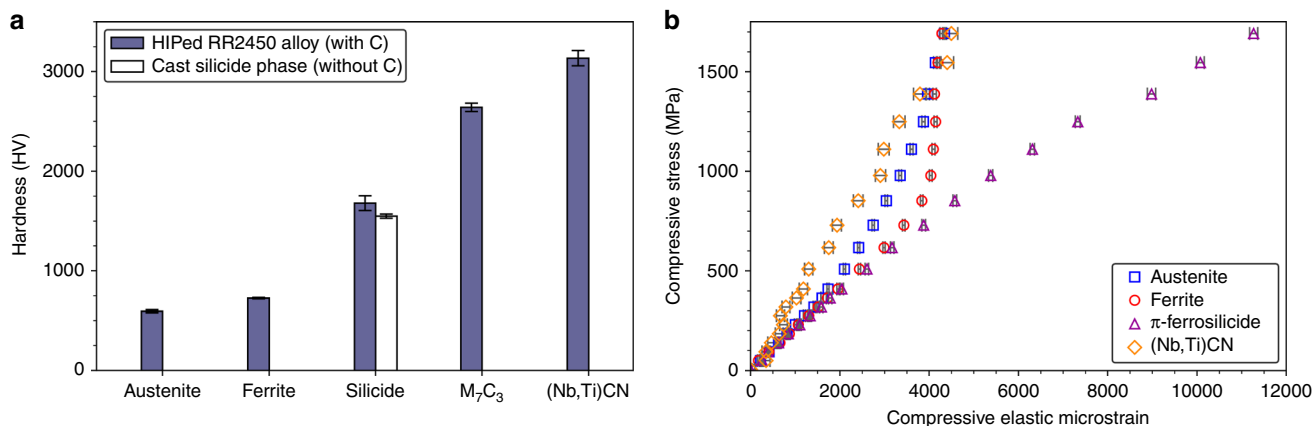 a
HIPed RR2450 alloy (with C)
Cast silicide phase (without C)
Hardness (HV)
3000
2000
1000
0
Austenite
Ferrite
Silicide
M₇C₃
(Nb,Ti)CN
b
Compressive stress (MPa)
1500
1000
500
0
0
2000
4000
6000
8000
10000
12000
Compressive elastic microstrain
Austenite
Ferrite
π-ferrosilicide
(Nb,Ti)CN